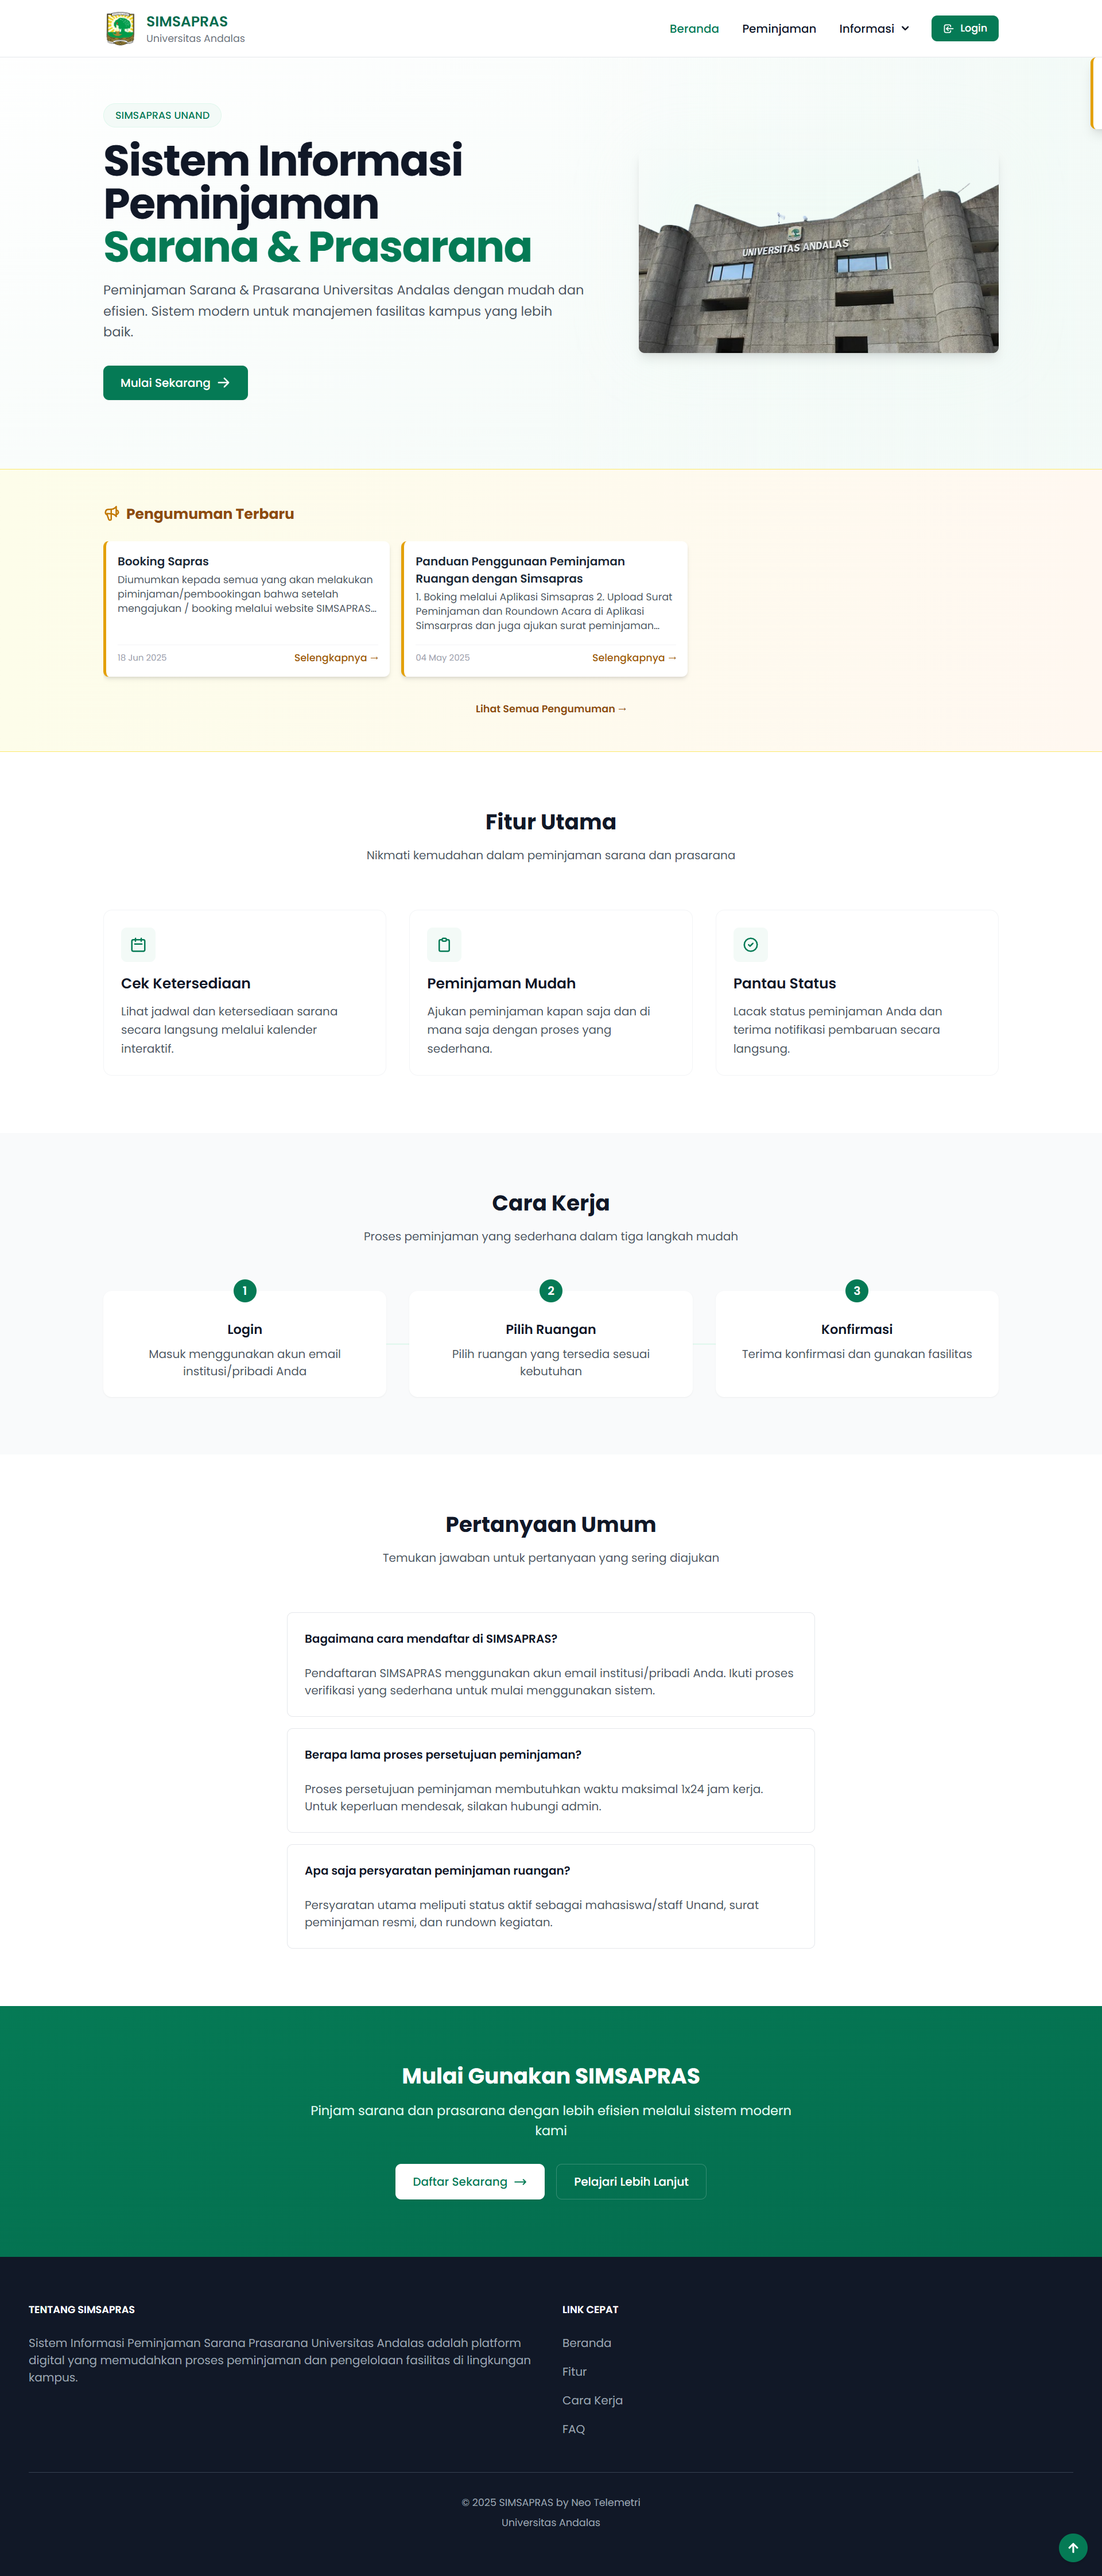 SIMSAPRAS
Universitas Andalas
Beranda
Peminjaman
Informasi
Login
SIMSAPRAS UNAND
Sistem Informasi
Peminjaman
Sarana & Prasarana
Peminjaman Sarana & Prasarana Universitas Andalas dengan mudah dan
efisien. Sistem modern untuk manajemen fasilitas kampus yang lebih
baik.
Mulai Sekarang →
UNIVERSITAS ANDALAS
Pengumuman Terbaru
Booking Sapras
Diumumkan kepada semua yang akan melakukan
piminjaman/pembookingan bahwa setelah
mengajukan / booking melalui website SIMSAPRAS...
18 Jun 2025
Selengkapnya →
Panduan Penggunaan Peminjaman
Ruangan dengan Simsapras
1. Boking melalui Aplikasi Simsapras 2. Upload Surat
Peminjaman dan Roundown Acara di Aplikasi
Simsarpras dan juga ajukan surat peminjaman...
04 May 2025
Selengkapnya →
Lihat Semua Pengumuman →
Fitur Utama
Nikmati kemudahan dalam peminjaman sarana dan prasarana
Cek Ketersediaan
Lihat jadwal dan ketersediaan sarana
secara langsung melalui kalender
interaktif.
Peminjaman Mudah
Ajukan peminjaman kapan saja dan di
mana saja dengan proses yang
sederhana.
Pantau Status
Lacak status peminjaman Anda dan
terima notifikasi pembaruan secara
langsung.
Cara Kerja
Proses peminjaman yang sederhana dalam tiga langkah mudah
1
Login
Masuk menggunakan akun email
institusi/pribadi Anda
2
Pilih Ruangan
Pilih ruangan yang tersedia sesuai
kebutuhan
3
Konfirmasi
Terima konfirmasi dan gunakan fasilitas
Pertanyaan Umum
Temukan jawaban untuk pertanyaan yang sering diajukan
Bagaimana cara mendaftar di SIMSAPRAS?
Pendaftaran SIMSAPRAS menggunakan akun email institusi/pribadi Anda. Ikuti proses
verifikasi yang sederhana untuk mulai menggunakan sistem.
Berapa lama proses persetujuan peminjaman?
Proses persetujuan peminjaman membutuhkan waktu maksimal 1x24 jam kerja.
Untuk keperluan mendesak, silakan hubungi admin.
Apa saja persyaratan peminjaman ruangan?
Persyaratan utama meliputi status aktif sebagai mahasiswa/staff Unand, surat
peminjaman resmi, dan rundown kegiatan.
Mulai Gunakan SIMSAPRAS
Pinjam sarana dan prasarana dengan lebih efisien melalui sistem modern
kami
Daftar Sekarang →
Pelajari Lebih Lanjut
TENTANG SIMSAPRAS
Sistem Informasi Peminjaman Sarana Prasarana Universitas Andalas adalah platform
digital yang memudahkan proses peminjaman dan pengelolaan fasilitas di lingkungan
kampus.
LINK CEPAT
Beranda
Fitur
Cara Kerja
FAQ
© 2025 SIMSAPRAS by Neo Telemetri
Universitas Andalas